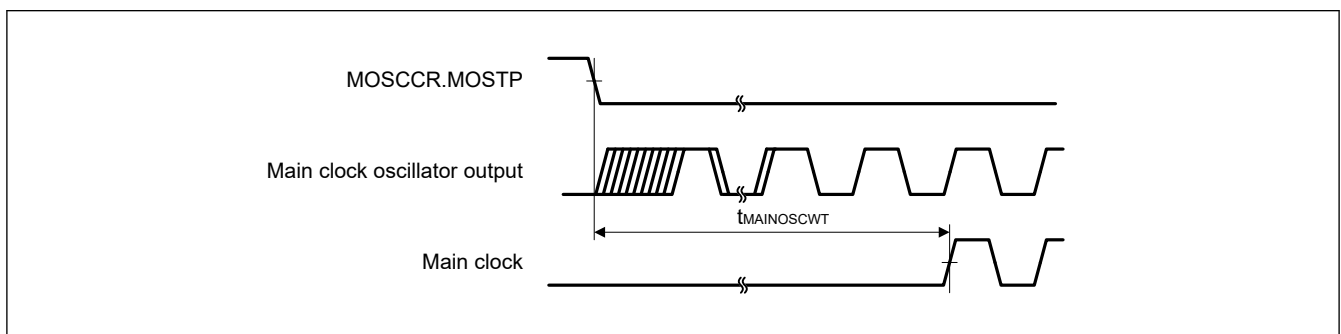 MOSCCR.MOSTP
Main clock oscillator output
tMAINOSCWT
Main clock